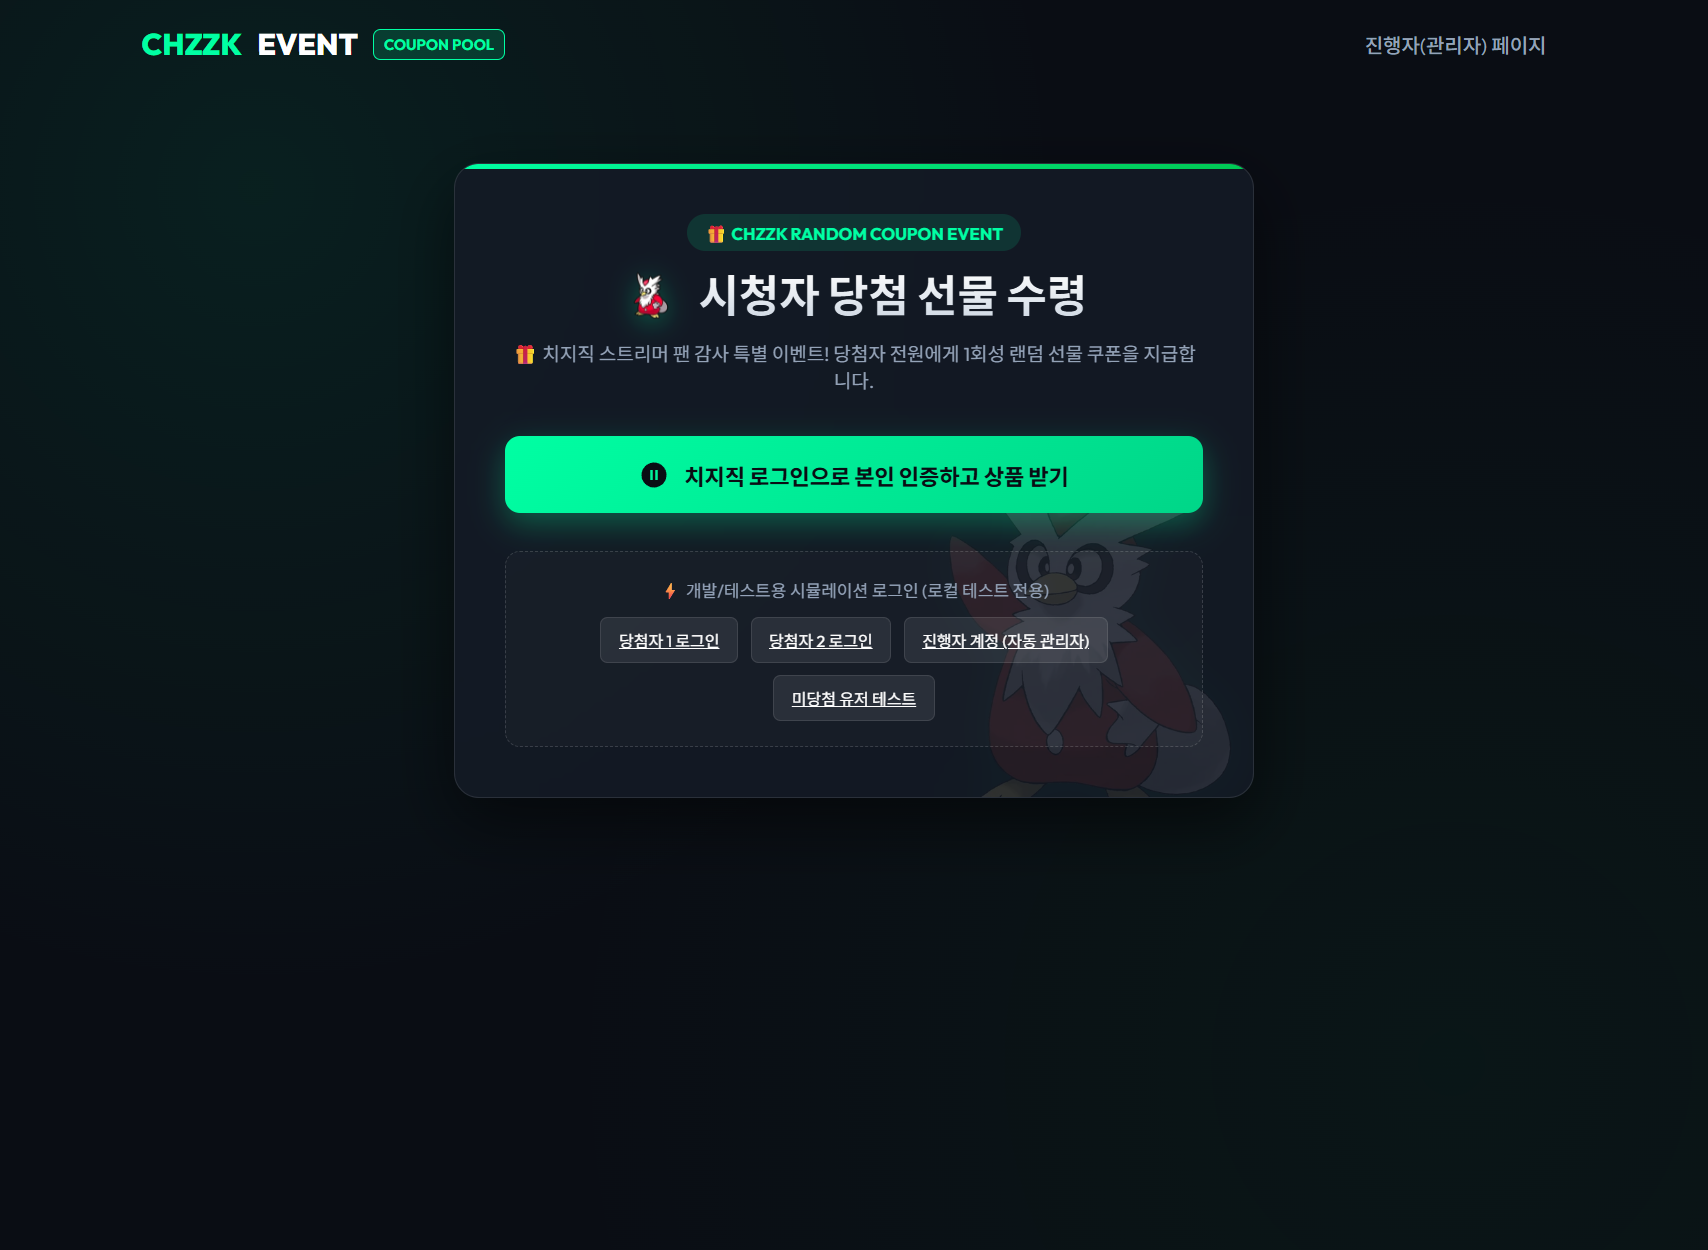 CHZZK EVENT COUPON POOL
진행자(관리자) 페이지
🎁 CHZZK RANDOM COUPON EVENT
시청자 당첨 선물 수령
🎁 치지직 스트리머 팬 감사 특별 이벤트! 당첨자 전원에게 1회성 랜덤 선물 쿠폰을 지급합
니다.
치지직 로그인으로 본인 인증하고 상품 받기
⚡ 개발/테스트용 시뮬레이션 로그인 (로컬 테스트 전용)
당첨자 1 로그인 당첨자 2 로그인 진행자 계정 (자동 관리자)
미당첨 유저 테스트